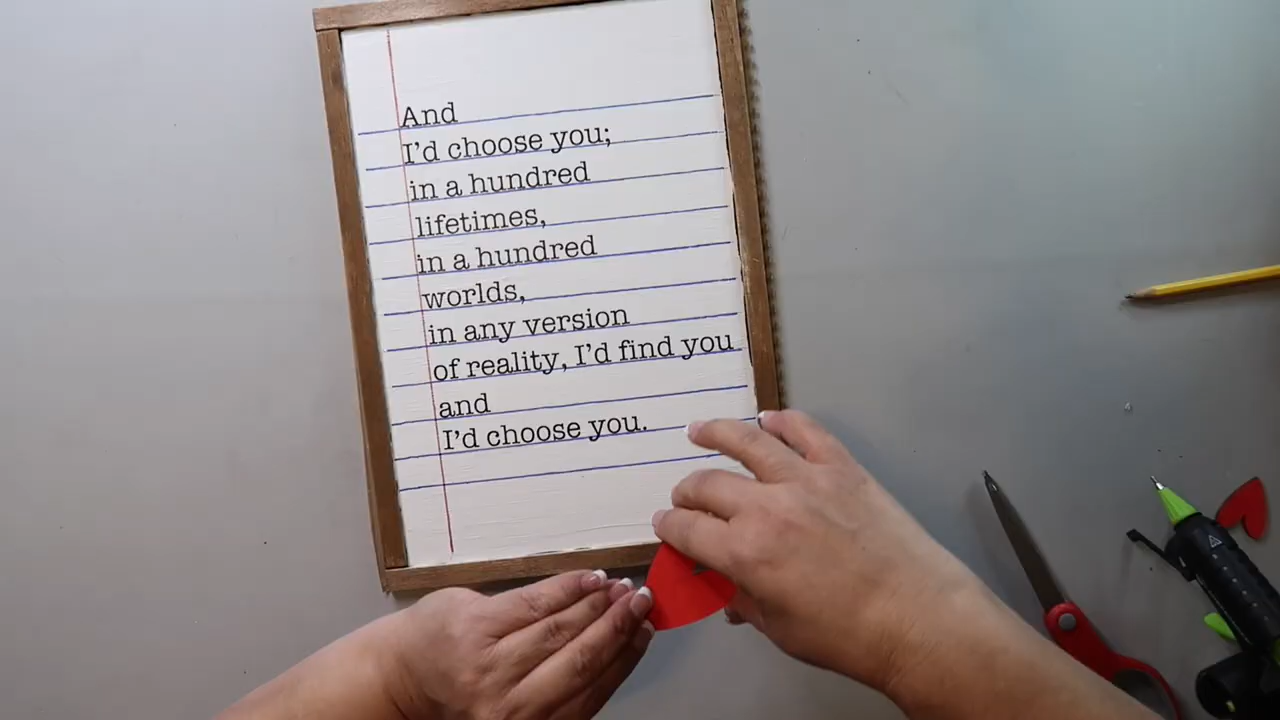 And
I'd choose you;
in a hundred
lifetimes,
in a hundred
worlds,
in any version
of reality, I'd find you
and
I'd choose you.